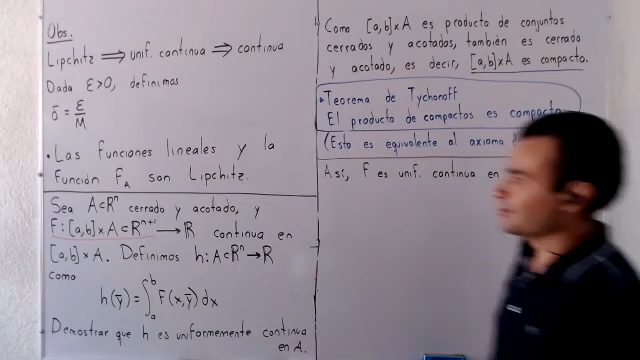 Obs.
Lipchitz ⟹ unif. continua ⟹ continua
Dada ε>0, definimos
δ = ε/M
• Las funciones lineales y la
función F_A son Lipchitz.
Sea A⊂ℝⁿ cerrado y acotado, y
F:[a,b]×A⊂ℝⁿ⁺¹⟶ℝ continua en
[a,b]×A. Definimos h:A⊂ℝⁿ→ℝ
como
h(ȳ)=∫_a^b F(x,ȳ)dx
Demostrar que h es uniformemente continua
en A.
Como [a,b]×A es producto de conjuntos
cerrados y acotados, también es cerrado
y acotado, es decir, [a,b]×A es compacto.
*Teorema de Tychonoff
El producto de compactos es compacto
(Esto es equivalente al axioma
Así, F es unif. continua en